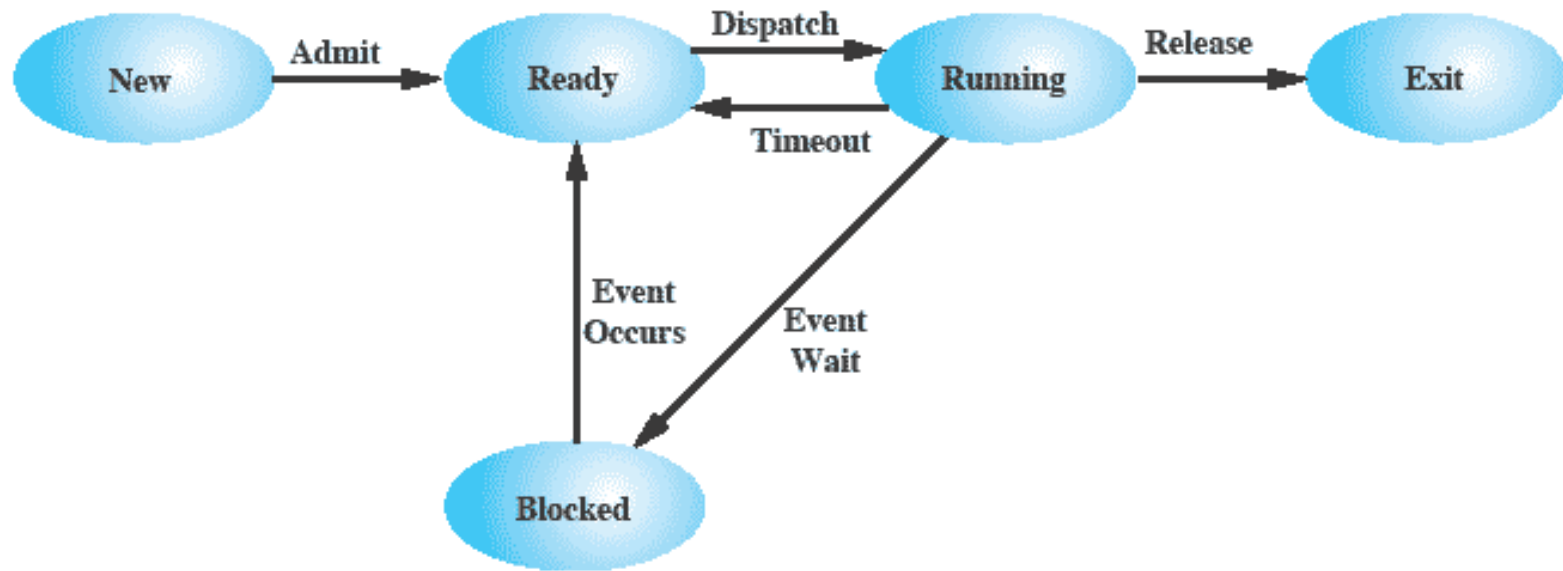 Dispatch
Admit
Release
New
Ready
Running
Exit
Timeout
Event
Occurs
Event
Wait
Blocked